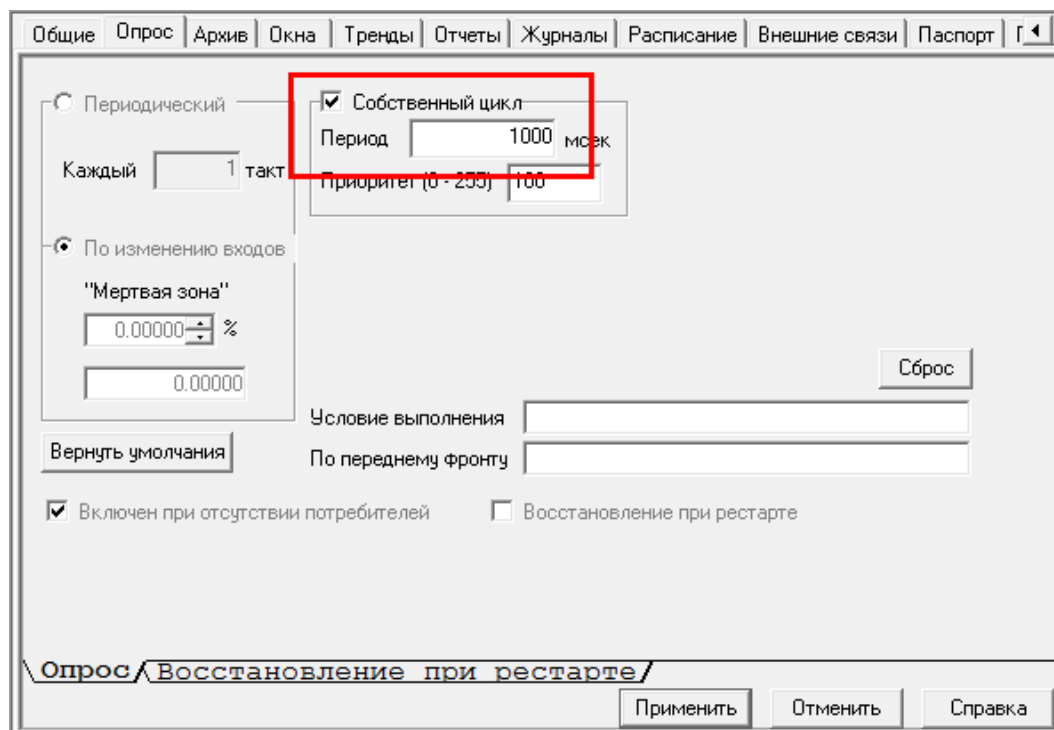 Общие Опрос Архив Окна Тренды Отчеты Журналы Расписание Внешние связи Паспорт
Периодический
Собственный цикл
Период 1000 мсек
Каждый 1 такт
Приоритет (0 - 255) 100
По изменению входов
"Мертвая зона"
0.00000 %
0.00000
Сброс
Условие выполнения
Вернуть умолчания
По переднему фронту
Включен при отсутствии потребителей Восстановление при рестарте
Опрос Восстановление при рестарте
Применить Отменить Справка